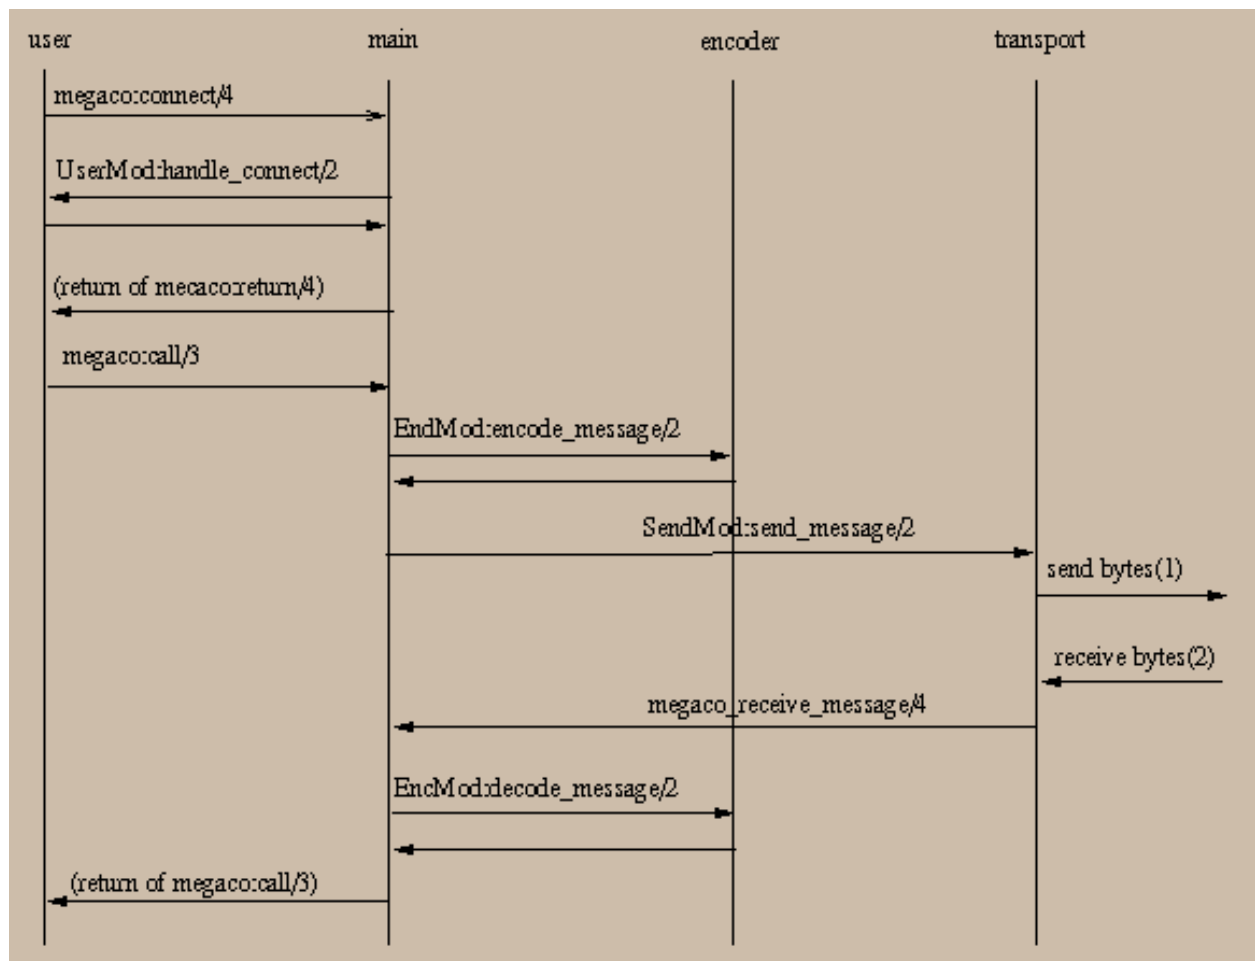 user main encoder transport
megaco:connect/4
UserMod:handle_connect/2
(return of mecaco:return/4)
megaco:call/3
EndMod:encode_message/2
SendMod:send_message/2
send bytes(1)
receive bytes(2)
megaco_receive_message/4
EncMod:decode_message/2
(return of megaco:call/3)